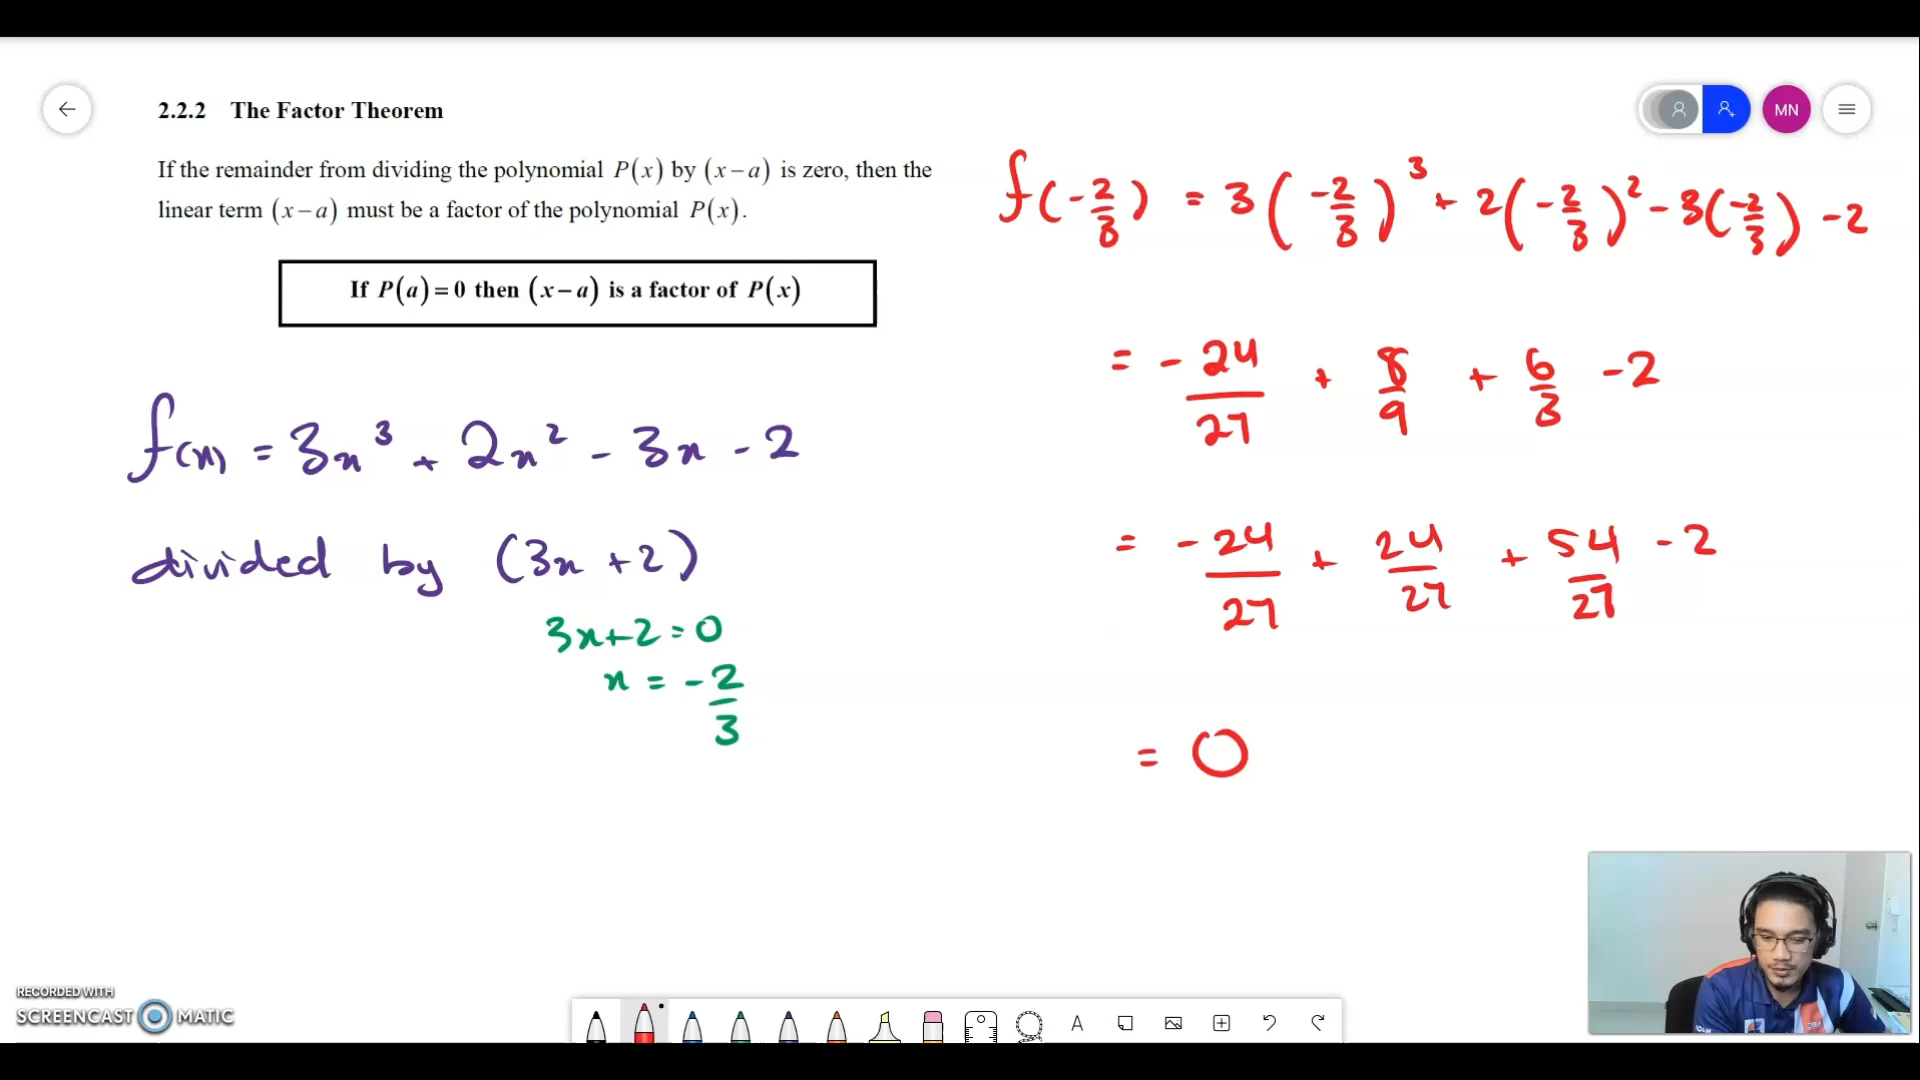 2.2.2 The Factor Theorem
If the remainder from dividing the polynomial P(x) by (x−a) is zero, then the
linear term (x−a) must be a factor of the polynomial P(x).
If P(a)=0 then (x−a) is a factor of P(x)
f(x) = 3x³ + 2x² - 3x - 2
divided by (3x + 2)
3x+2=0
x = -2/3
MN
f(-2/3) = 3(-2/3)³ + 2(-2/3)² - 3(-2/3) - 2
= -24/27 + 8/9 + 6/3 - 2
= -24/27 + 24/27 + 54/27 - 2
= 0
RECORDED WITH
SCREENCAST MATIC
A